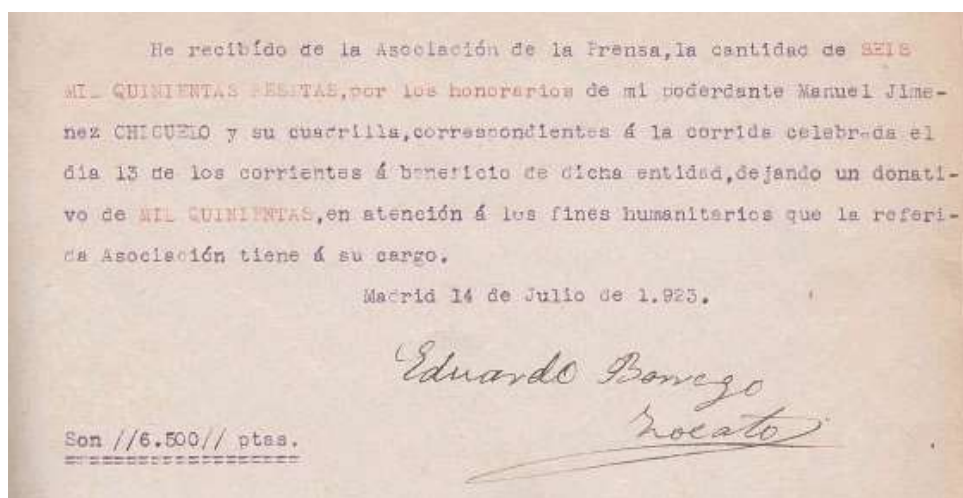 He recibído de la Asociación de la Prensa,la cantidad de SEIS
MIL QUINIENTAS PESETAS,por los honorarios de mi poderdante Manuel Jime-
nez CHICUELO y su cuadrilla,correspondientes á la corrida celebrada el
dia 13 de los corrientes á beneficio de dicha entidad,dejando un donati-
vo de MIL QUINIENTAS,en atención á los fines humanitarios que la referi-
da Asociación tiene á su cargo.
Madrid 14 de Julio de 1.923.
Eduardo Borrego
Zocato
Son //6.500// ptas.